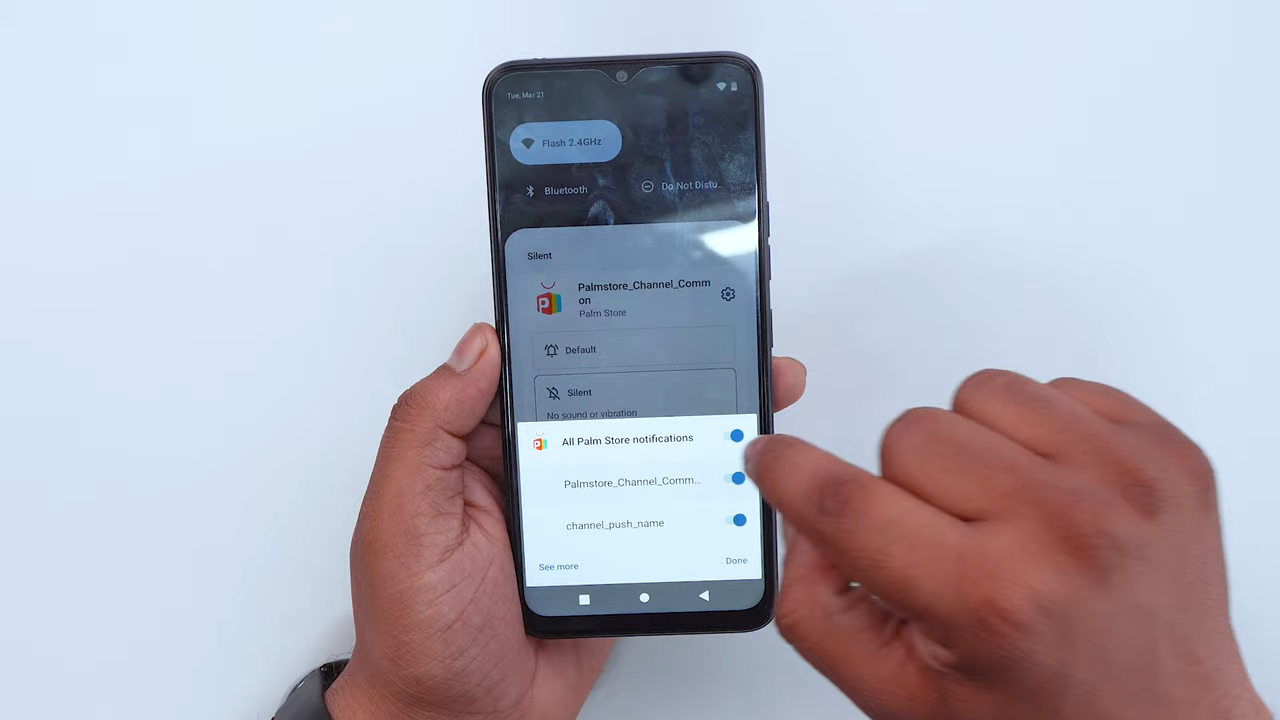 Tue, Mar 21
Flash 2.4GHz
Bluetooth
Do Not Distu..
Silent
Palmstore_Channel_Comm
on
Palm Store
Default
Silent
No sound or vibration
All Palm Store notifications
Palmstore_Channel_Comm...
channel_push_name
See more
Done